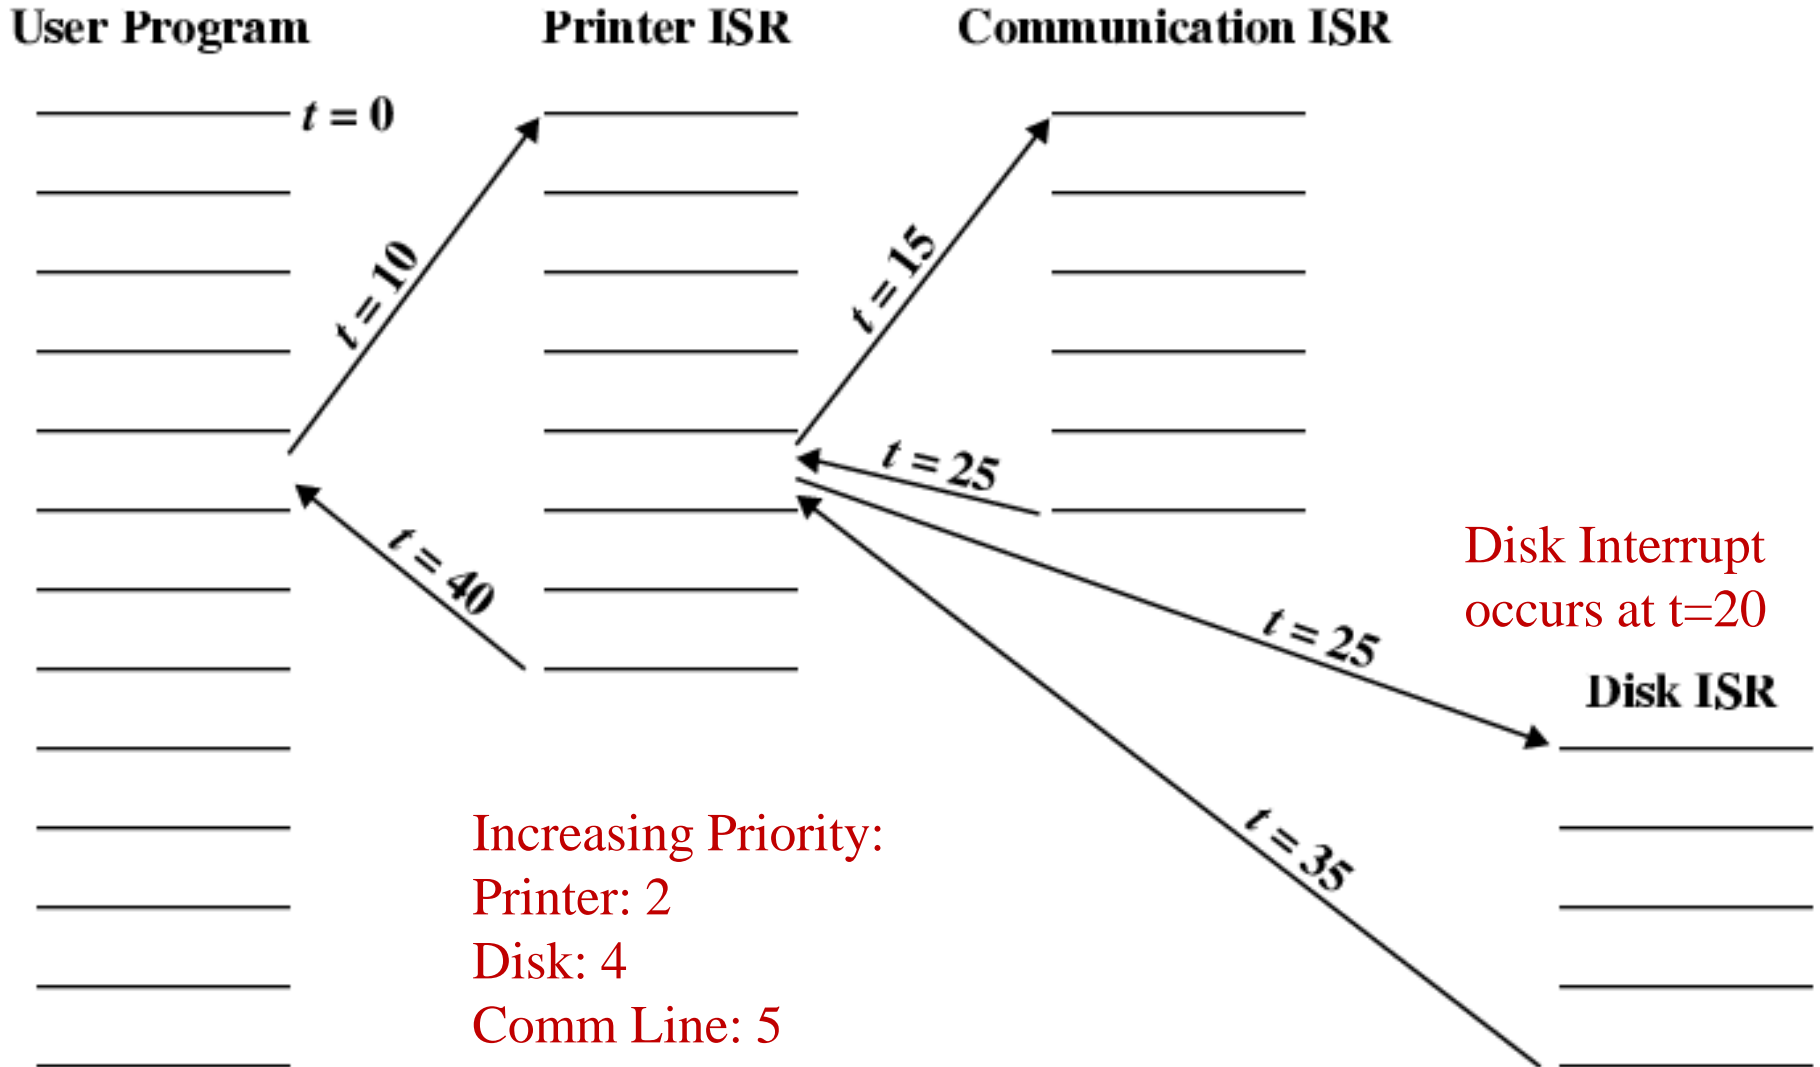 User Program
Printer ISR
Communication ISR
t = 0
t = 10
t = 15
t = 25
t = 40
Disk Interrupt
occurs at t=20
t = 25
Disk ISR
t = 35
Increasing Priority:
Printer: 2
Disk: 4
Comm Line: 5